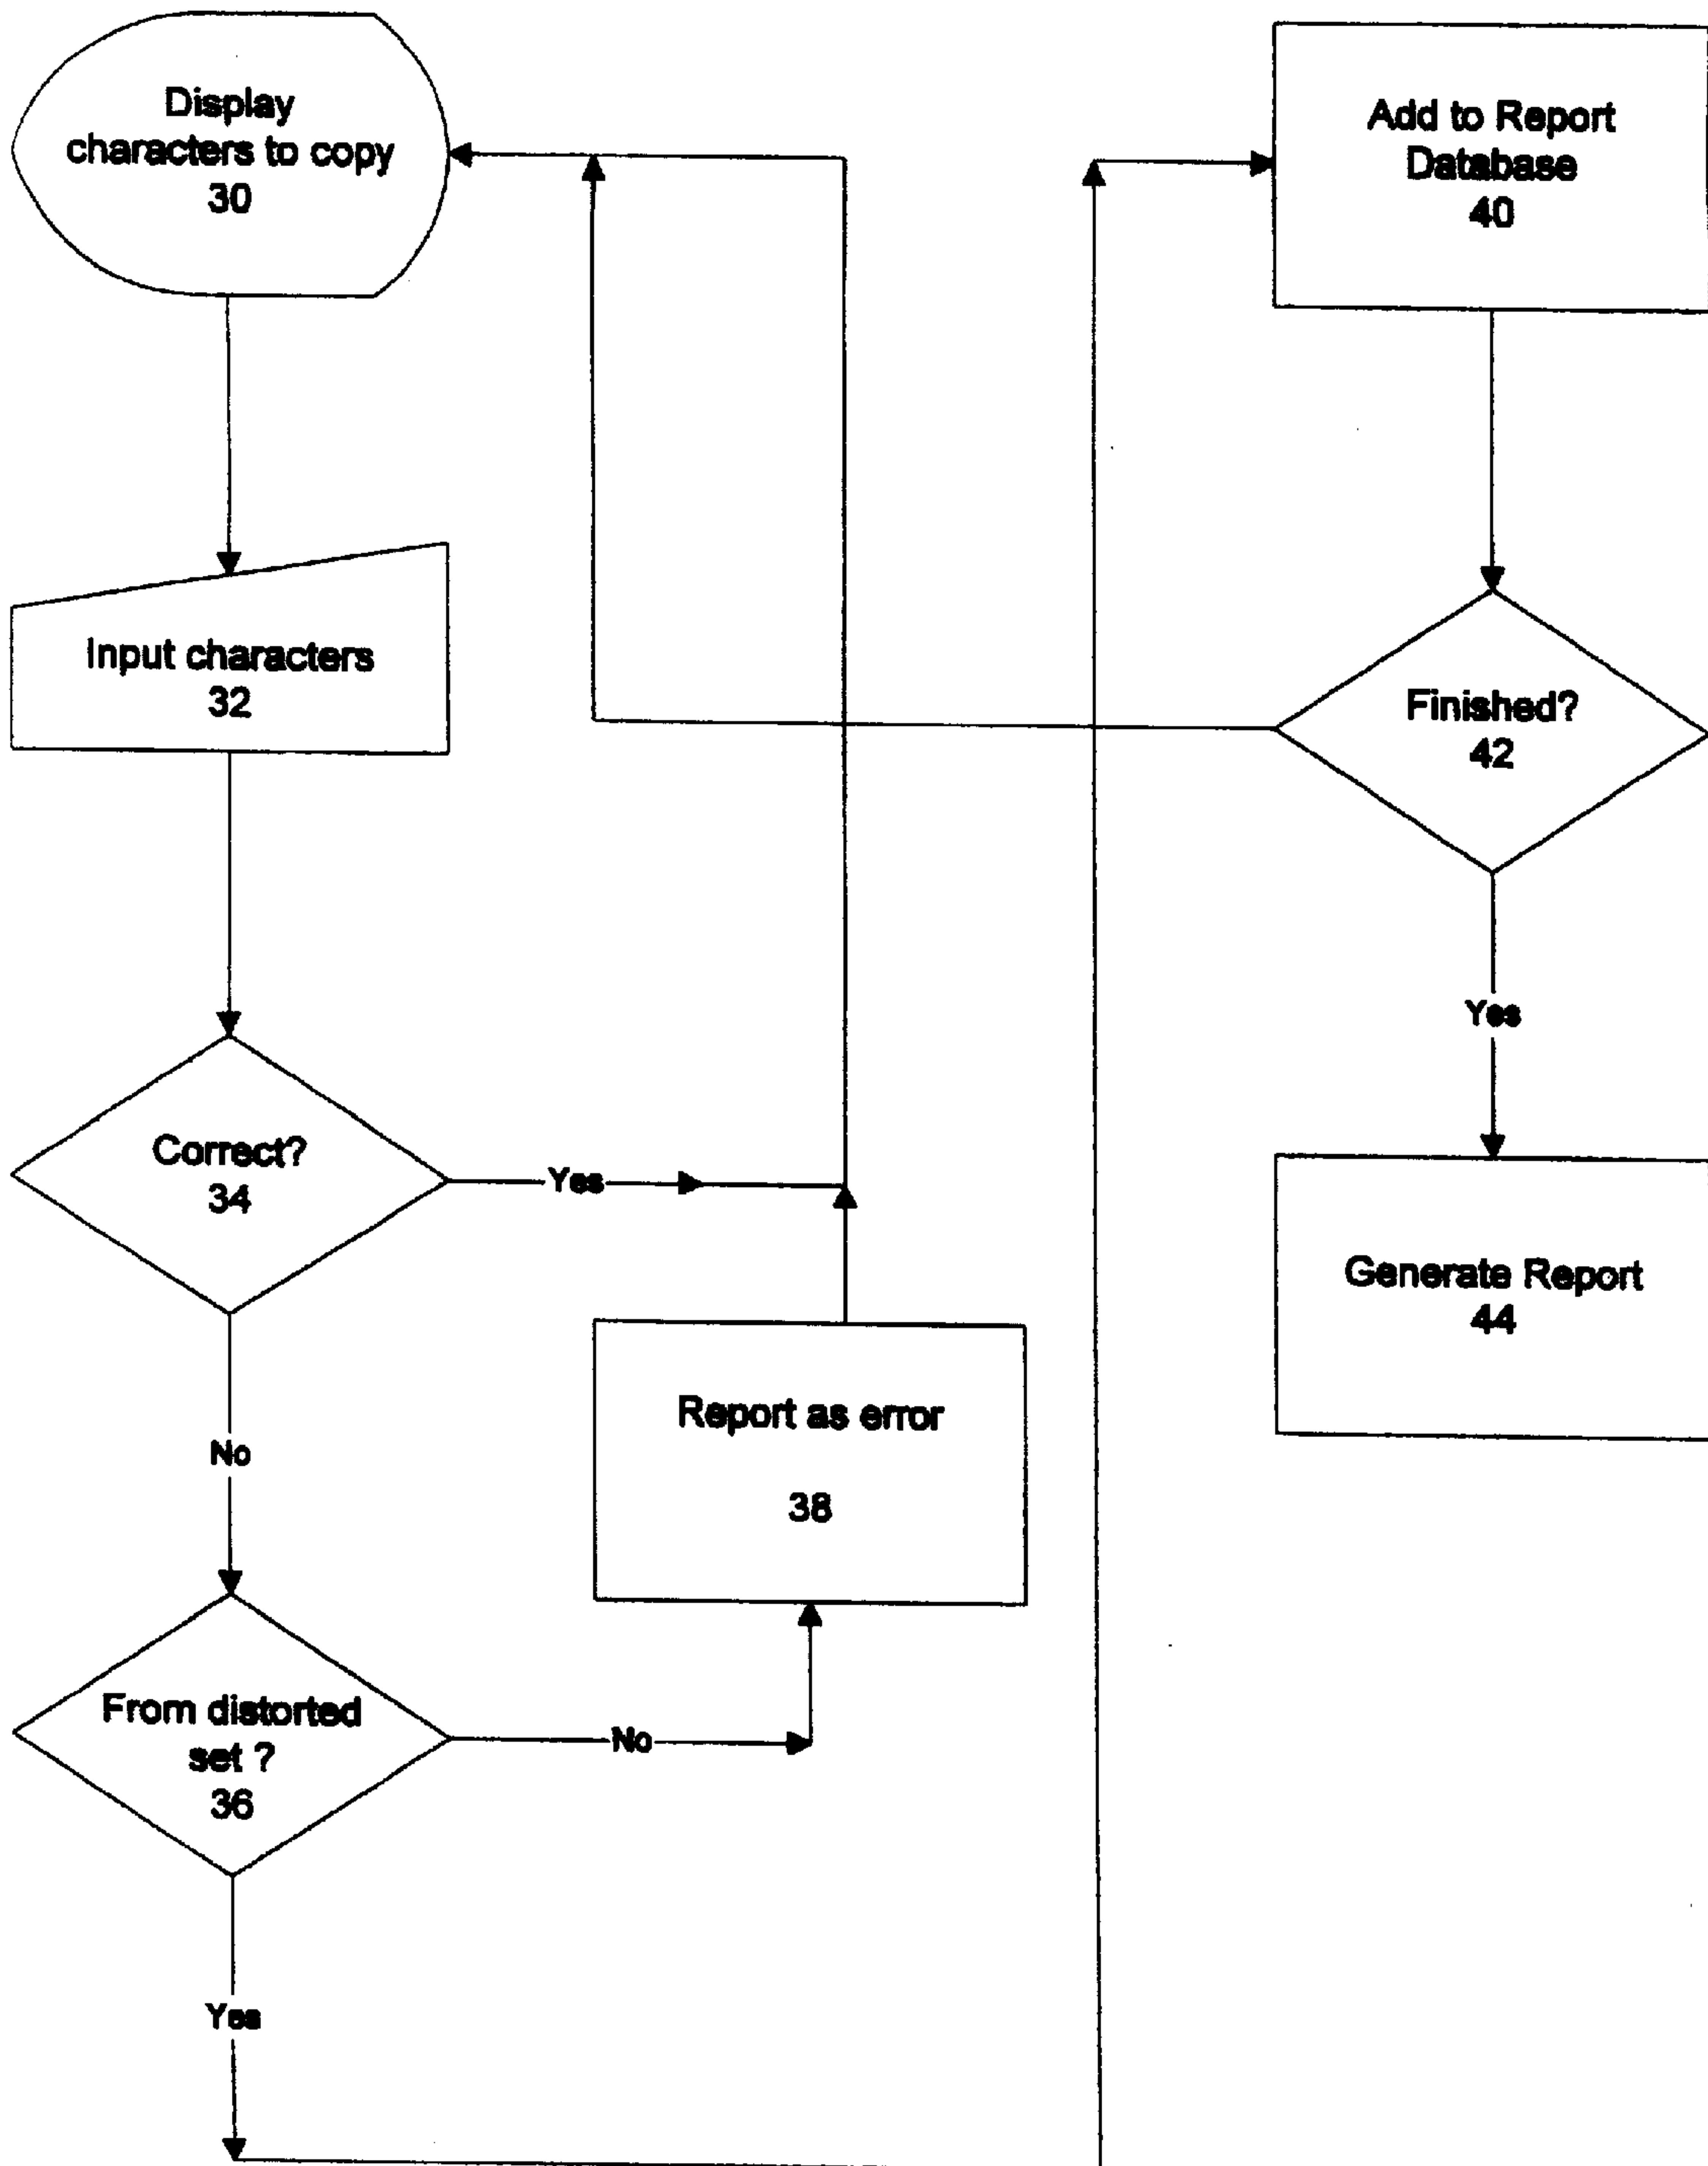 Display
characters to copy
30
Input characters
32
Correct?
34
Yes
No
From distorted
set ?
36
No
Yes
Report as error
38
Add to Report
Database
40
Finished?
42
Yes
Generate Report
44